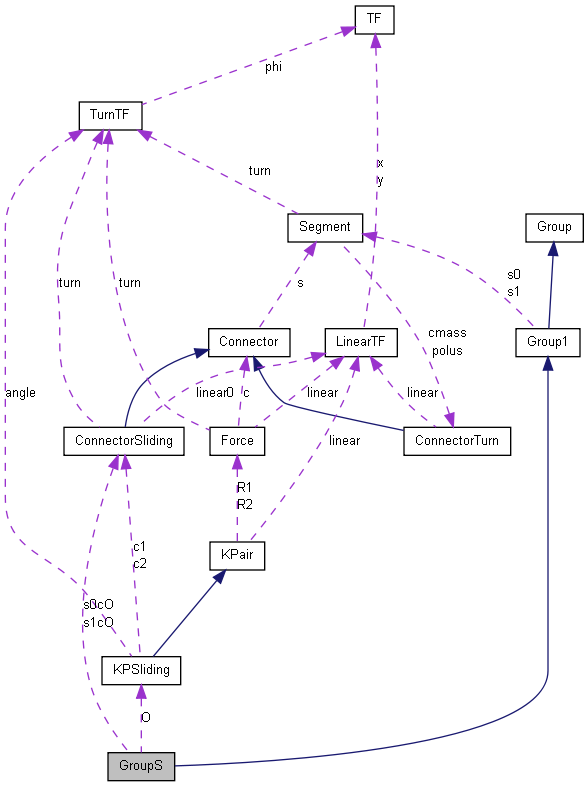 TF
phi
TurnTF
x
y
turn
Segment
Group
turn
turn
s
s0
s1
cmass
polus
Connector
LinearTF
Group1
angle
linear0
c
linear
linear
ConnectorSliding
Force
ConnectorTurn
linear
R1
R2
c1
c2
KPair
s0cO
s1cO
KPSliding
O
GroupS